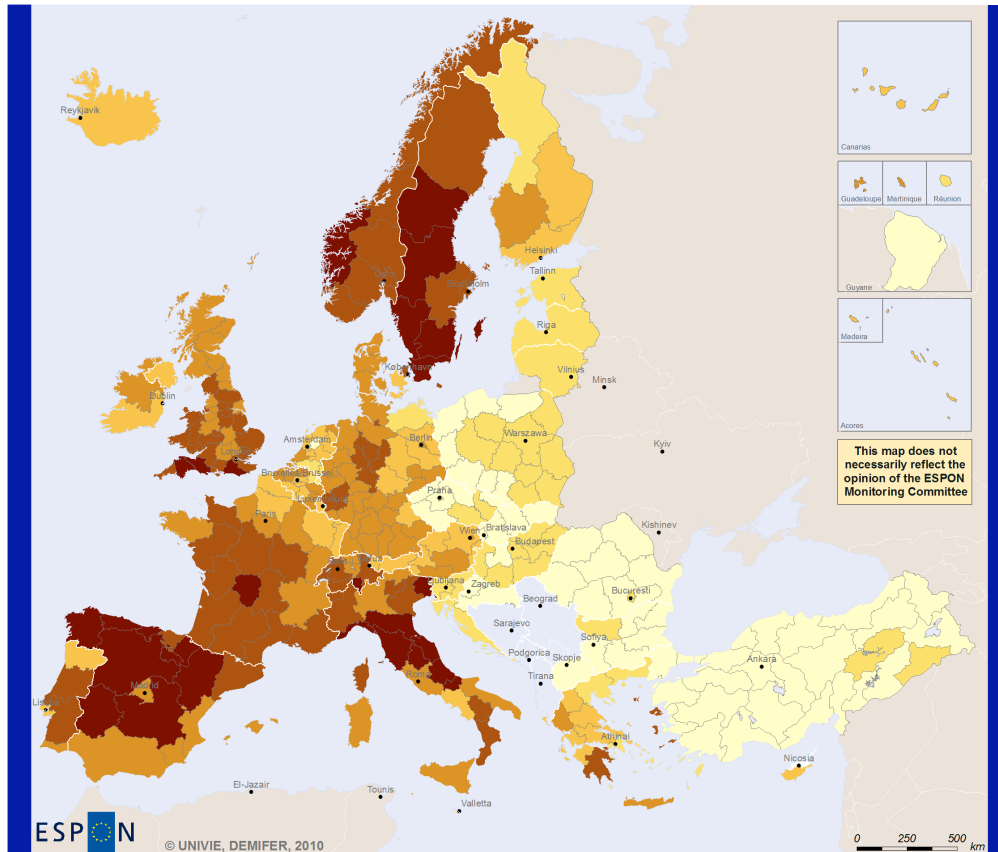 Reykjavik
Canarias
Guadeloupe
Martinique
Réunion
Guyane
Madeira
Acores
Helsinki
Tallinn
Oslo
Stockholm
Riga
København
Vilnius
Minsk
Dublin
Amsterdam
Berlin
Warszawa
London
Kyiv
Bruxelles/Brussel
Praha
Paris
Kishinev
Wien
Bratislava
Budapest
Ljubljana
Zagreb
Beograd
Bucuresti
Sarajevo
Sofiya
Podgorica
Skopje
Ankara
Roma
Tirana
Madrid
Lisboa
Athinai
Nicosia
El-Jazair
Tounis
Valletta
This map does not
necessarily reflect the
opinion of the ESPON
Monitoring Committee
ESPON
© UNIVIE, DEMIFER, 2010
0 250 500
km